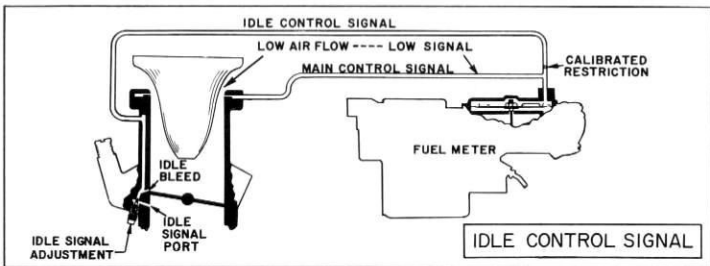 IDLE CONTROL SIGNAL
LOW AIR FLOW ---- LOW SIGNAL
MAIN CONTROL SIGNAL
CALIBRATED
RESTRICTION
FUEL METER
IDLE
BLEED
IDLE
SIGNAL
PORT
IDLE SIGNAL
ADJUSTMENT
IDLE CONTROL SIGNAL